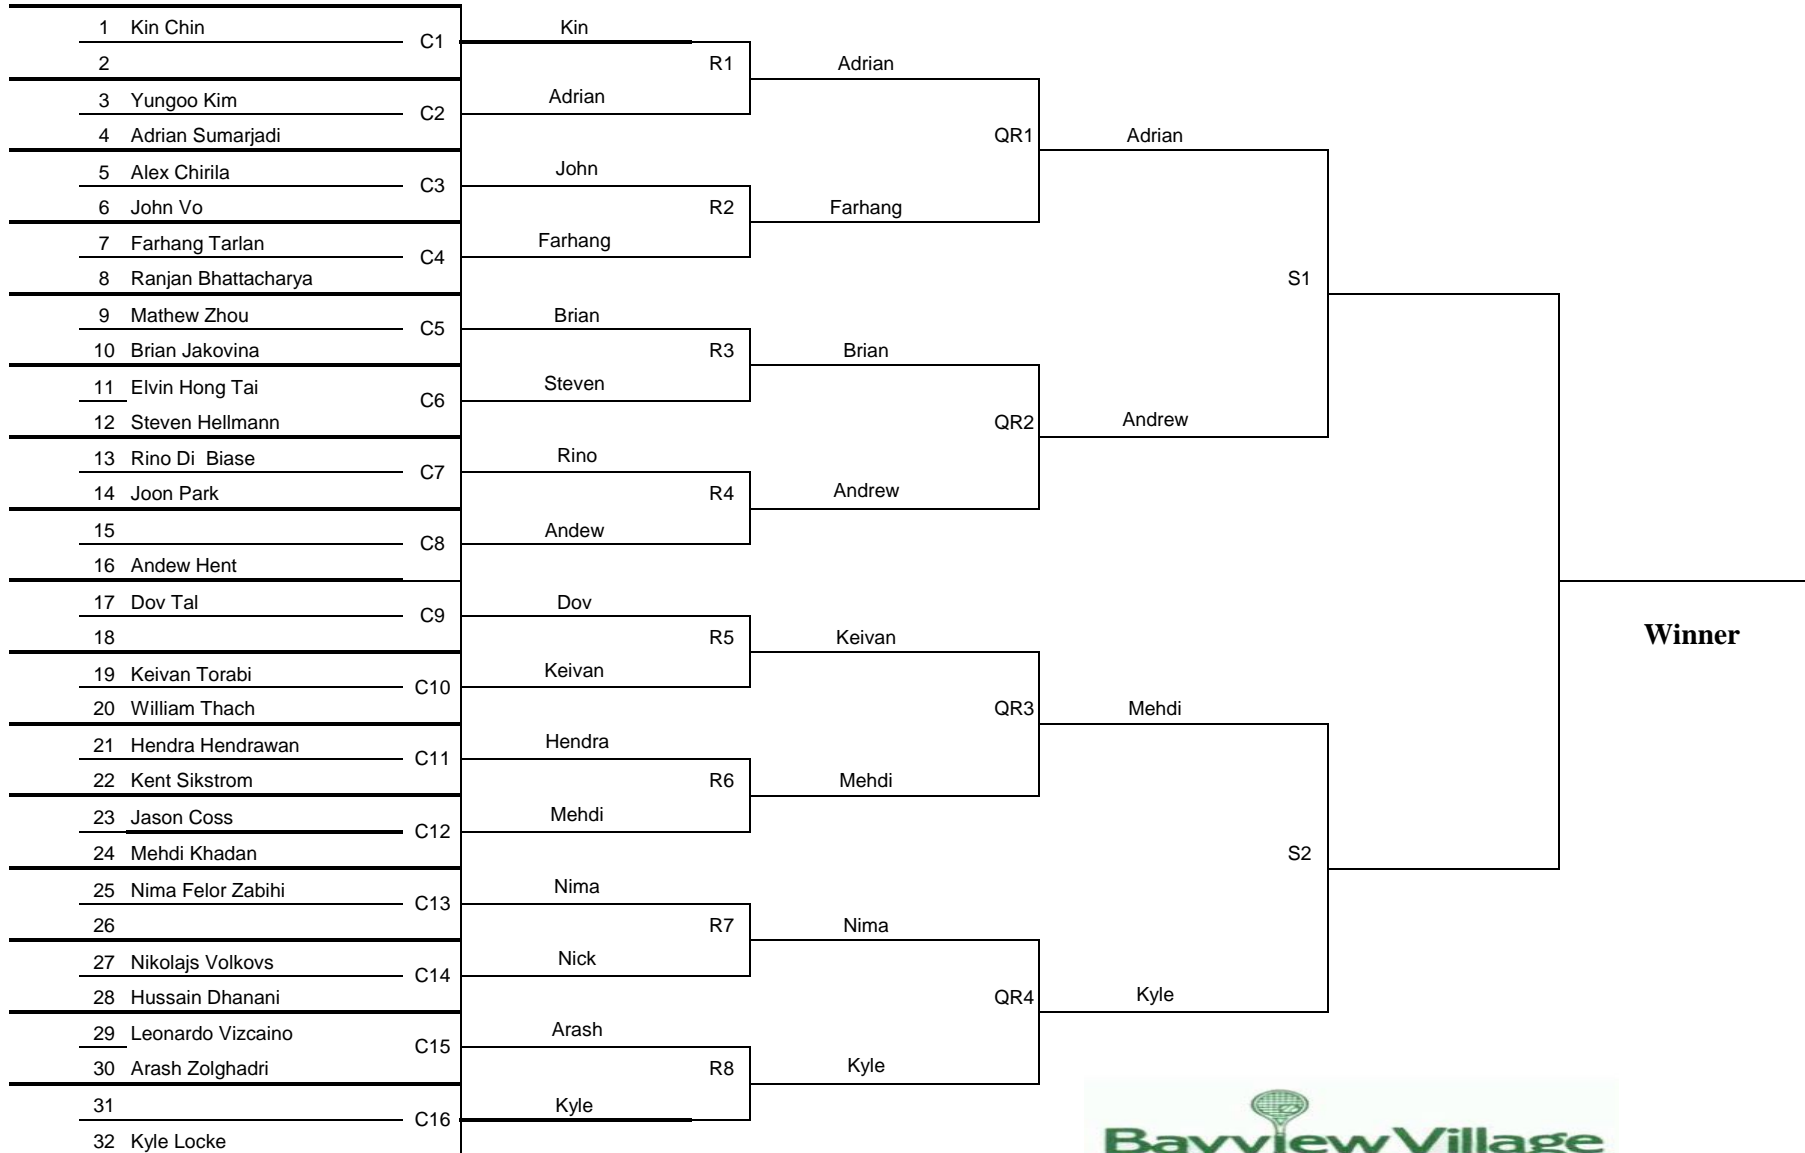 1 Kin Chin
C1
2
3 Yungoo Kim
C2
4 Adrian Sumarjadi
5 Alex Chirila
C3
6 John Vo
7 Farhang Tarlan
C4
8 Ranjan Bhattacharya
9 Mathew Zhou
C5
10 Brian Jakovina
11 Elvin Hong Tai
C6
12 Steven Hellmann
13 Rino Di  Biase
C7
14 Joon Park
15
C8
16 Andew Hent
17 Dov Tal
C9
18
19 Keivan Torabi
C10
20 William Thach
21 Hendra Hendrawan
C11
22 Kent Sikstrom
23 Jason Coss
C12
24 Mehdi Khadan
25 Nima Felor Zabihi
C13
26
27 Nikolajs Volkovs
C14
28 Hussain Dhanani
29 Leonardo Vizcaino
C15
30 Arash Zolghadri
31
C16
32 Kyle Locke
Kin
R1
Adrian
John
R2
Farhang
Brian
R3
Steven
Rino
R4
Andew
Dov
R5
Keivan
Hendra
R6
Mehdi
Nima
R7
Nick
Arash
R8
Kyle
Adrian
QR1
Farhang
Brian
QR2
Andrew
Keivan
QR3
Mehdi
Nima
QR4
Kyle
Adrian
S1
Andrew
Mehdi
S2
Kyle
Winner
Bayview Village